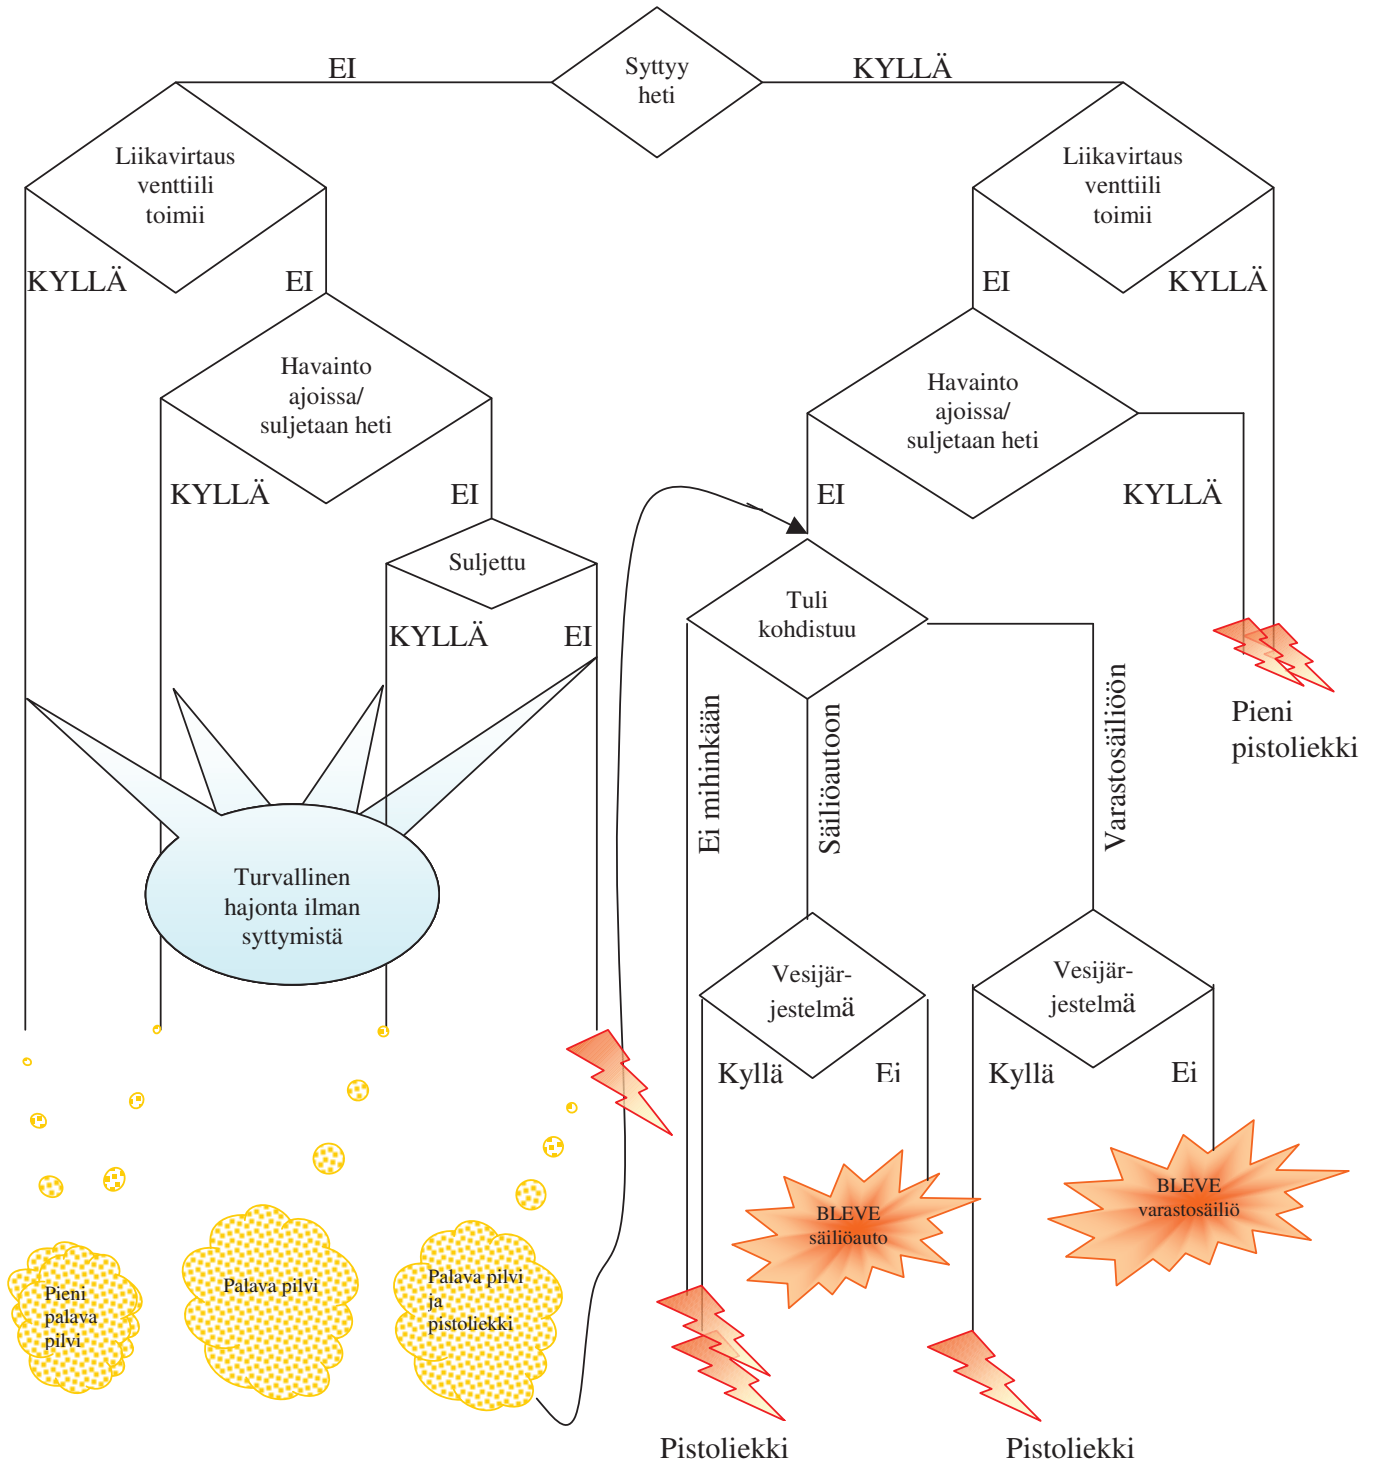 EI
Syttyy
heti
KYLLÄ
Liikavirtaus
venttiili
toimii
Liikavirtaus
venttiili
toimii
KYLLÄ
EI
EI
KYLLÄ
Havainto
ajoissa/
suljetaan heti
Havainto
ajoissa/
suljetaan heti
KYLLÄ
EI
EI
KYLLÄ
Suljettu
KYLLÄ
EI
Tuli
kohdistuu
Ei mihinkään
Säiliöautoon
Varastosäiliöön
Pieni
pistoliekki
Turvallinen
hajonta ilman
syttymistä
Vesijär-
jestelmä
Vesijär-
jestelmä
Kyllä
Ei
Kyllä
Ei
BLEVE
säiliöauto
BLEVE
varastosäiliö
Pieni
palava
pilvi
Palava pilvi
Palava pilvi
ja
pistoliekki
Pistoliekki
Pistoliekki